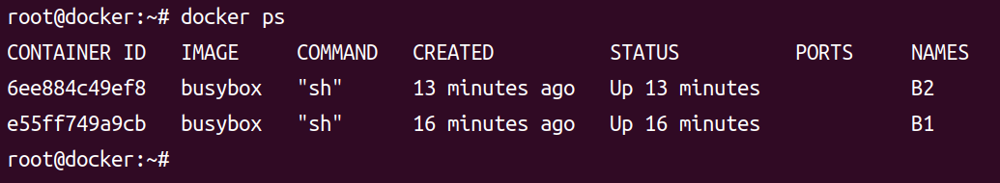 root@docker:~# docker ps
CONTAINER ID   IMAGE     COMMAND   CREATED          STATUS          PORTS     NAMES
6ee884c49ef8   busybox   "sh"      13 minutes ago   Up 13 minutes             B2
e55ff749a9cb   busybox   "sh"      16 minutes ago   Up 16 minutes             B1
root@docker:~#